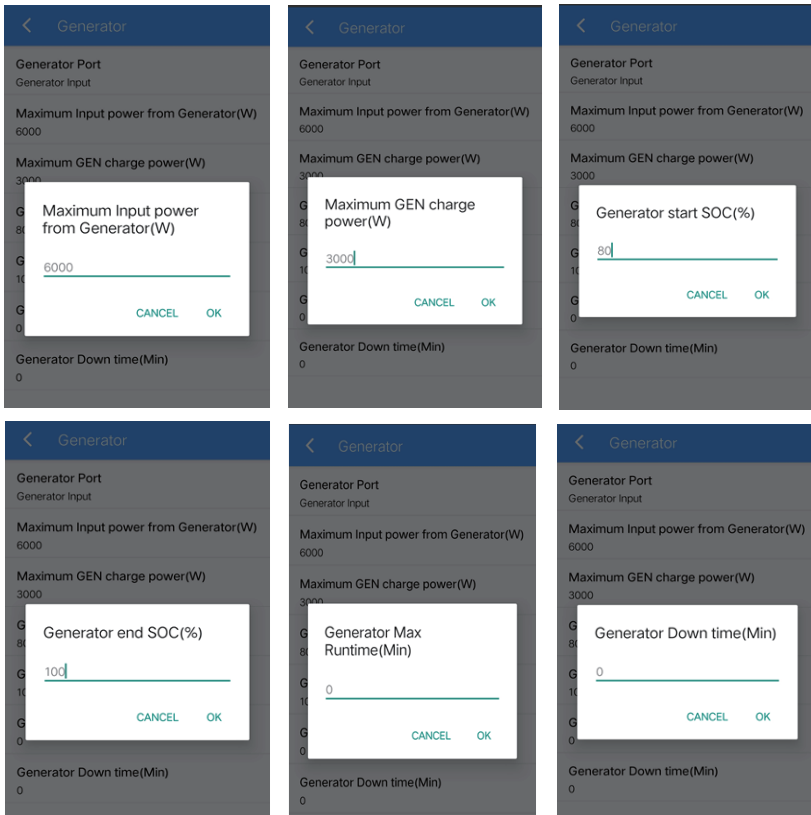 Generator
Generator Port
Generator Input
Maximum Input power from Generator(W)
6000
Maximum GEN charge power(W)
3000
Maximum Input power
from Generator(W)
6000
CANCEL OK
0
Generator Down time(Min)
0
Generator
Generator Port
Generator Input
Maximum Input power from Generator(W)
6000
Maximum GEN charge power(W)
3000
Maximum GEN charge
power(W)
3000
CANCEL OK
0
Generator Down time(Min)
0
Generator
Generator Port
Generator Input
Maximum Input power from Generator(W)
6000
Maximum GEN charge power(W)
3000
Generator start SOC(%)
80
CANCEL OK
0
Generator Down time(Min)
0
Generator
Generator Port
Generator Input
Maximum Input power from Generator(W)
6000
Maximum GEN charge power(W)
3000
Generator end SOC(%)
100
CANCEL OK
0
Generator Down time(Min)
0
Generator
Generator Port
Generator Input
Maximum Input power from Generator(W)
6000
Maximum GEN charge power(W)
3000
Generator Max
Runtime(Min)
0
CANCEL OK
0
Generator Down time(Min)
0
Generator
Generator Port
Generator Input
Maximum Input power from Generator(W)
6000
Maximum GEN charge power(W)
3000
Generator Down time(Min)
0
CANCEL OK
0
Generator Down time(Min)
0